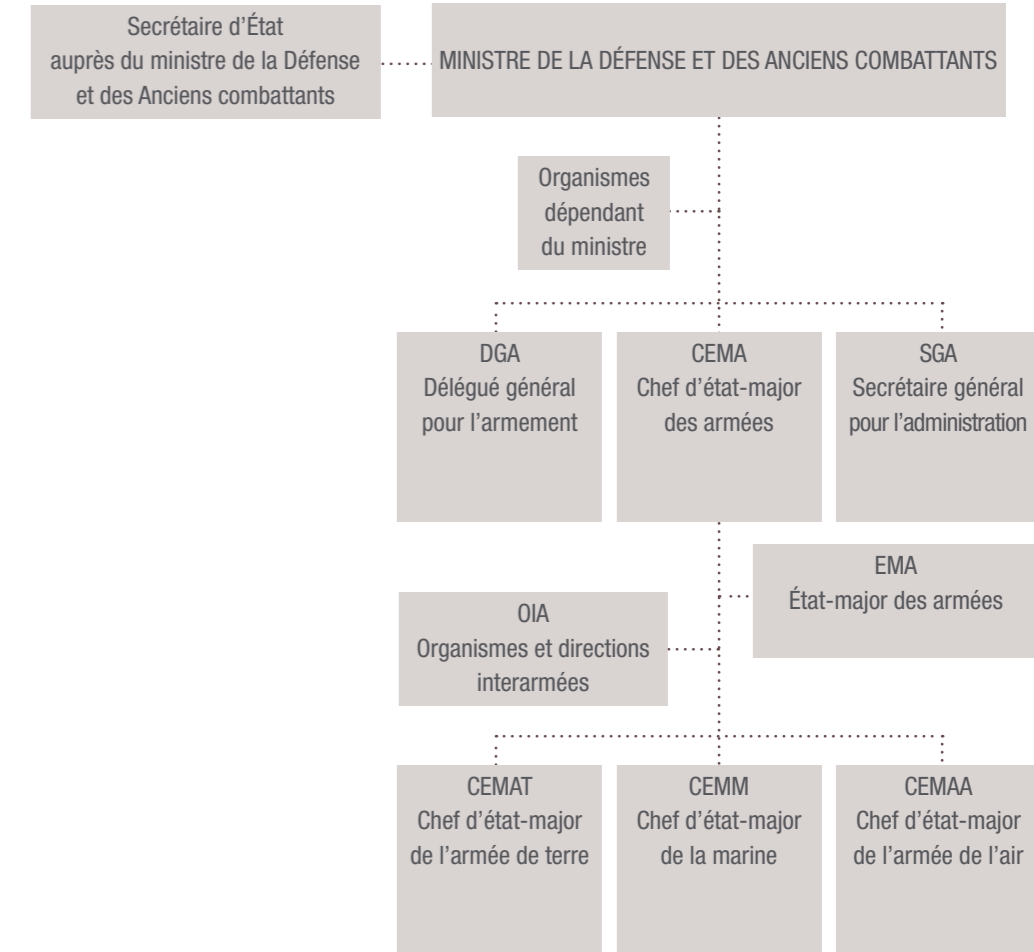 Secrétaire d’État
auprès du ministre de la Défense
et des Anciens combattants
MINISTRE DE LA DÉFENSE ET DES ANCIENS COMBATTANTS
Organismes
dépendant
du ministre
DGA
Délégué général
pour l’armement
CEMA
Chef d’état-major
des armées
SGA
Secrétaire général
pour l’administration
EMA
État-major des armées
OIA
Organismes et directions
interarmées
CEMAT
Chef d’état-major
de l’armée de terre
CEMM
Chef d’état-major
de la marine
CEMAA
Chef d’état-major
de l’armée de l’air